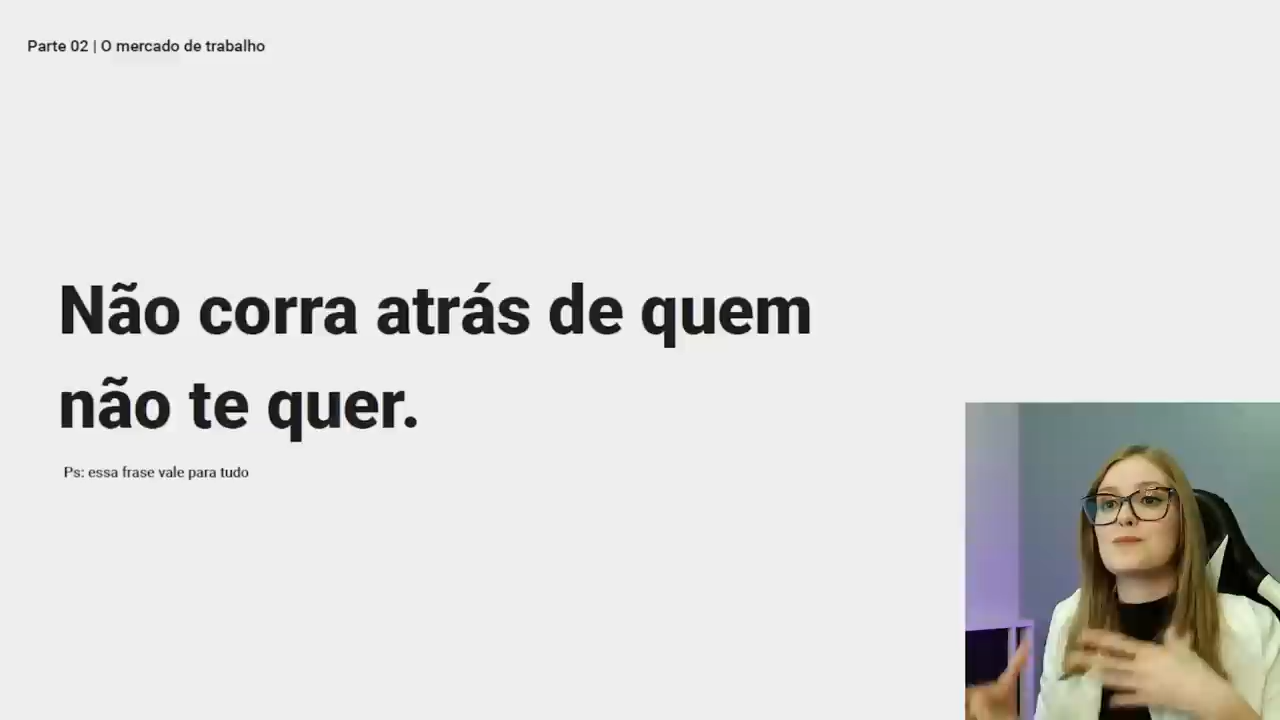 Parte 02 | O mercado de trabalho
Não corra atrás de quem
não te quer.
Ps: essa frase vale para tudo